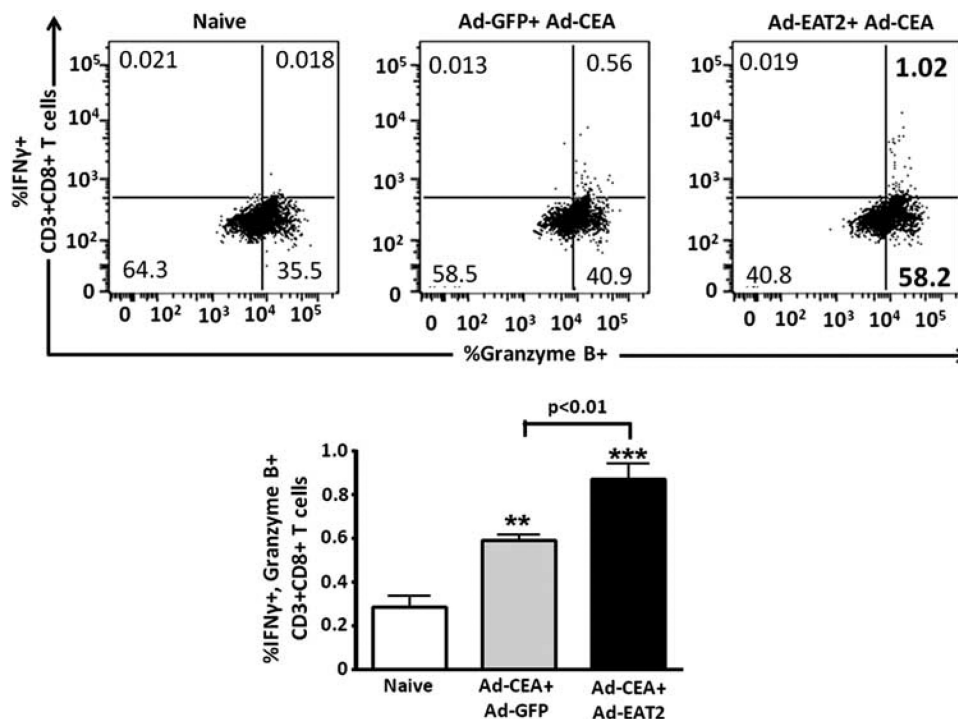 Naive
Ad-GFP+ Ad-CEA
Ad-EAT2+ Ad-CEA
%IFNγ+
CD3+CD8+ T cells
10⁵
10⁴
10³
10²
0
0.021
0.018
64.3
35.5
0 10² 10³ 10⁴ 10⁵
10⁵
10⁴
10³
10²
0
0.013
0.56
58.5
40.9
0 10² 10³ 10⁴ 10⁵
10⁵
10⁴
10³
10²
0
0.019
1.02
40.8
58.2
0 10² 10³ 10⁴ 10⁵
%Granzyme B+
p<0.01
%IFNγ+, Granzyme B+
CD3+CD8+ T cells
1.0
0.8
0.6
0.4
0.2
0
**
***
Naive
Ad-CEA+
Ad-GFP
Ad-CEA+
Ad-EAT2